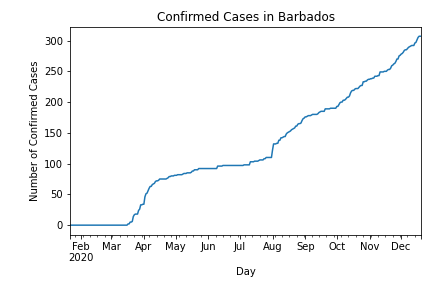 Confirmed Cases in Barbados
Number of Confirmed Cases
300
250
200
150
100
50
0
Feb Mar Apr May Jun Jul Aug Sep Oct Nov Dec
2020
Day